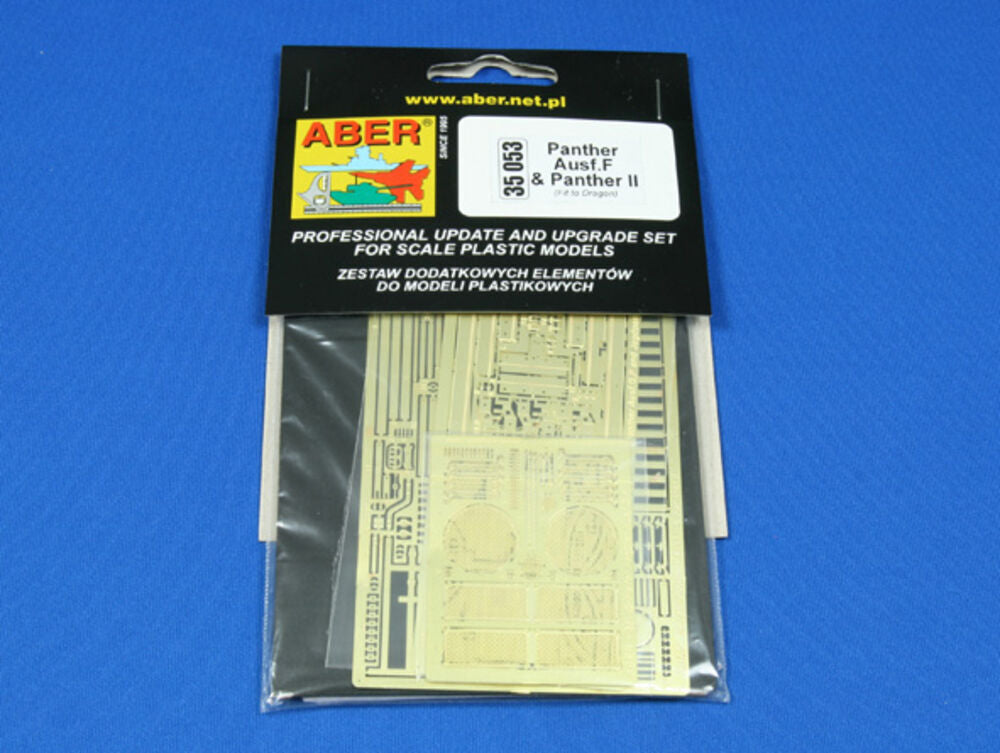 www.aber.net.pl
ABER®
SINCE 1995
35 053
Panther
Ausf.F
& Panther II
(Fit to Dragon)
PROFESSIONAL UPDATE AND UPGRADE SET
FOR SCALE PLASTIC MODELS
ZESTAW DODATKOWYCH ELEMENTÓW
DO MODELI PLASTIKOWYCH